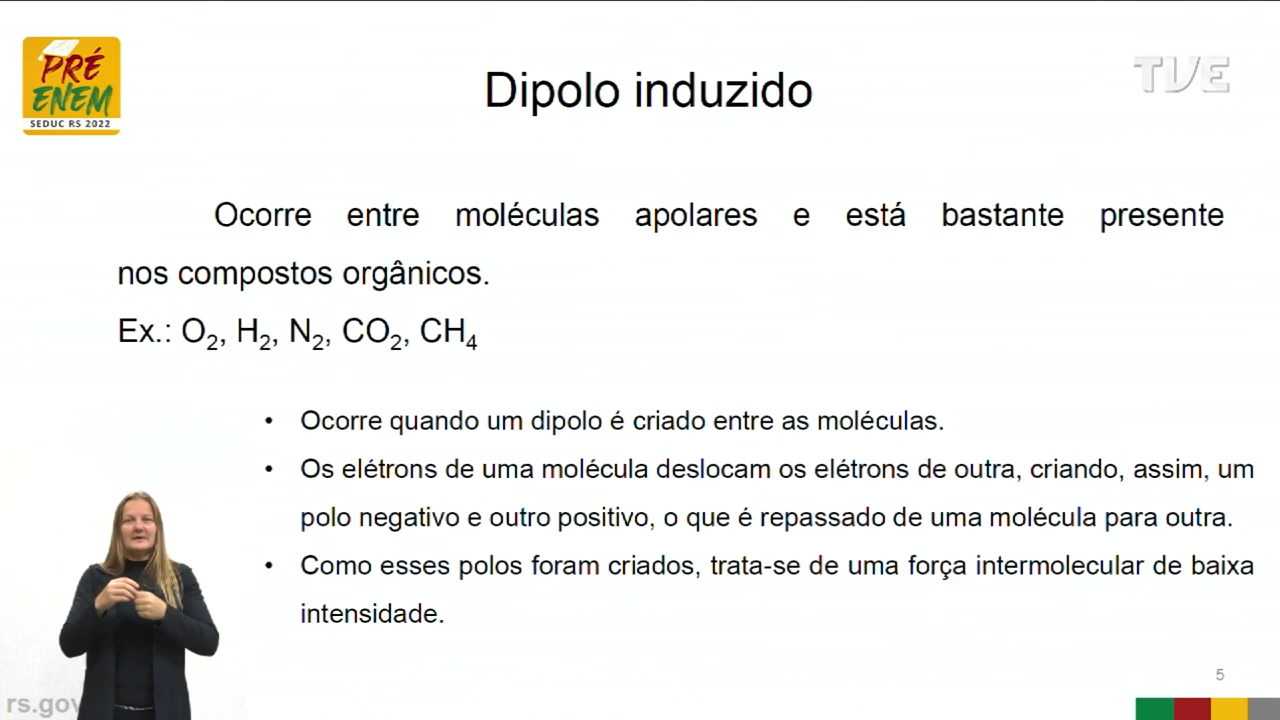 PRÉ
ENEM
SEDUC RS 2022
TVE
Dipolo induzido
Ocorre entre moléculas apolares e está bastante presente
nos compostos orgânicos.
Ex.: O₂, H₂, N₂, CO₂, CH₄
• Ocorre quando um dipolo é criado entre as moléculas.
• Os elétrons de uma molécula deslocam os elétrons de outra, criando, assim, um
polo negativo e outro positivo, o que é repassado de uma molécula para outra.
• Como esses polos foram criados, trata-se de uma força intermolecular de baixa
intensidade.
5
rs.gov